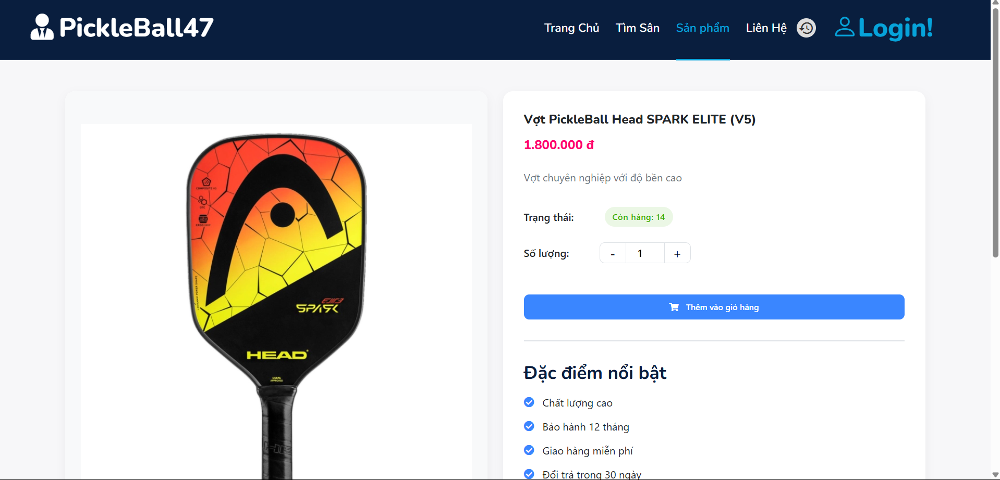 PickleBall47
Trang Chủ Tìm Sân Sản phẩm Liên Hệ Login!
Vợt PickleBall Head SPARK ELITE (V5)
1.800.000 đ
Vợt chuyên nghiệp với độ bền cao
Trạng thái: Còn hàng: 14
Số lượng: - 1 +
Thêm vào giỏ hàng
Đặc điểm nổi bật
Chất lượng cao
Bảo hành 12 tháng
Giao hàng miễn phí
Đổi trả trong 30 ngày
COMPOSITE
SPARK
HEAD
USAPA
APPROVED